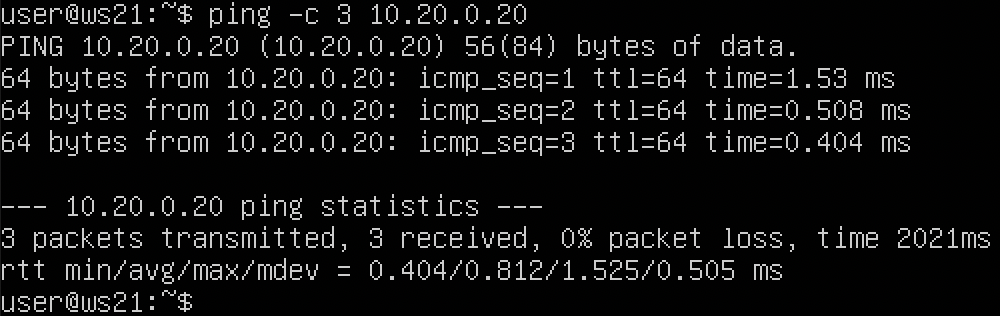 user@ws21:~$ ping -c 3 10.20.0.20
PING 10.20.0.20 (10.20.0.20) 56(84) bytes of data.
64 bytes from 10.20.0.20: icmp_seq=1 ttl=64 time=1.53 ms
64 bytes from 10.20.0.20: icmp_seq=2 ttl=64 time=0.508 ms
64 bytes from 10.20.0.20: icmp_seq=3 ttl=64 time=0.404 ms
--- 10.20.0.20 ping statistics ---
3 packets transmitted, 3 received, 0% packet loss, time 2021ms
rtt min/avg/max/mdev = 0.404/0.812/1.525/0.505 ms
user@ws21:~$